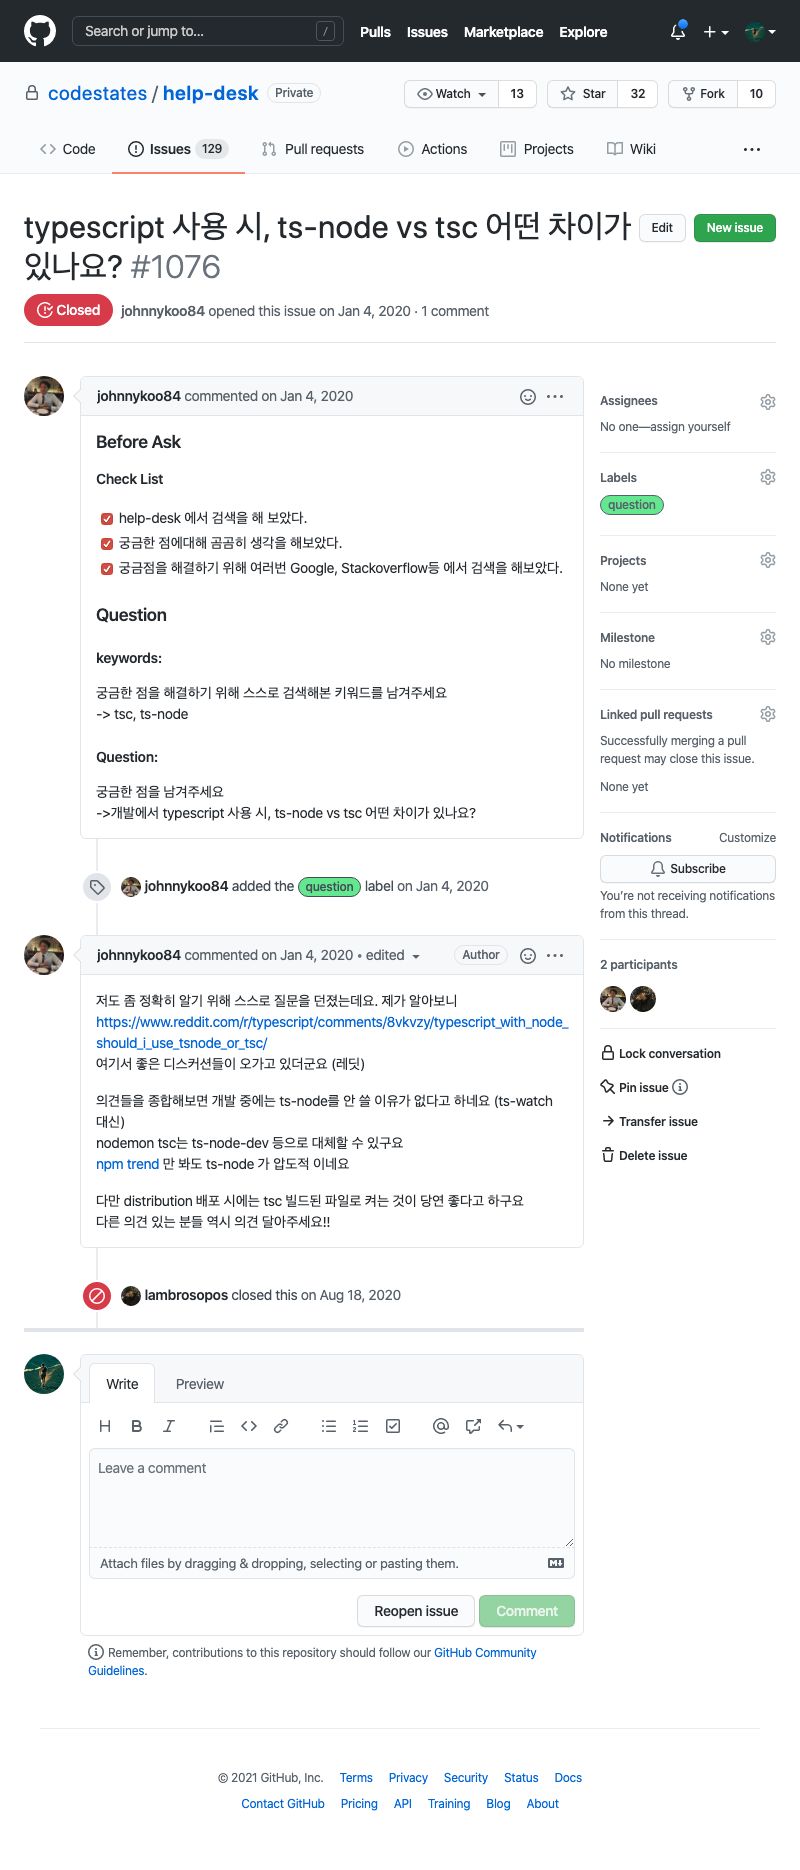 Search or jump to... /
Pulls Issues Marketplace Explore
codestates / help-desk Private
Watch 13 Star 32 Fork 10
Code Issues 129 Pull requests Actions Projects Wiki
typescript 사용 시, ts-node vs tsc 어떤 차이가
있나요? #1076
Edit New issue
Closed johnnykoo84 opened this issue on Jan 4, 2020 · 1 comment
johnnykoo84 commented on Jan 4, 2020
Before Ask
Check List
help-desk 에서 검색을 해 보았다.
궁금한 점에대해 곰곰히 생각을 해보았다.
궁금점을 해결하기 위해 여러번 Google, Stackoverflow등 에서 검색을 해보았다.
Question
keywords:
궁금한 점을 해결하기 위해 스스로 검색해본 키워드를 남겨주세요
-> tsc, ts-node
Question:
궁금한 점을 남겨주세요
->개발에서 typescript 사용 시, ts-node vs tsc 어떤 차이가 있나요?
johnnykoo84 added the question label on Jan 4, 2020
johnnykoo84 commented on Jan 4, 2020 • edited Author
저도 좀 정확히 알기 위해 스스로 질문을 던졌는데요. 제가 알아보니
https://www.reddit.com/r/typescript/comments/8vkvzy/typescript_with_node_
should_i_use_tsnode_or_tsc/
여기서 좋은 디스커션들이 오가고 있더군요 (레딧)
의견들을 종합해보면 개발 중에는 ts-node를 안 쓸 이유가 없다고 하네요 (ts-watch
대신)
nodemon tsc는 ts-node-dev 등으로 대체할 수 있구요
npm trend 만 봐도 ts-node 가 압도적 이네요
다만 distribution 배포 시에는 tsc 빌드된 파일로 켜는 것이 당연 좋다고 하구요
다른 의견 있는 분들 역시 의견 달아주세요!!
lambrosopos closed this on Aug 18, 2020
Assignees
No one—assign yourself
Labels
question
Projects
None yet
Milestone
No milestone
Linked pull requests
Successfully merging a pull
request may close this issue.
None yet
Notifications Customize
Subscribe
You're not receiving notifications
from this thread.
2 participants
Lock conversation
Pin issue
Transfer issue
Delete issue
Write Preview
H B I
Leave a comment
Attach files by dragging & dropping, selecting or pasting them.
Reopen issue Comment
Remember, contributions to this repository should follow our GitHub Community
Guidelines.
© 2021 GitHub, Inc. Terms Privacy Security Status Docs
Contact GitHub Pricing API Training Blog About